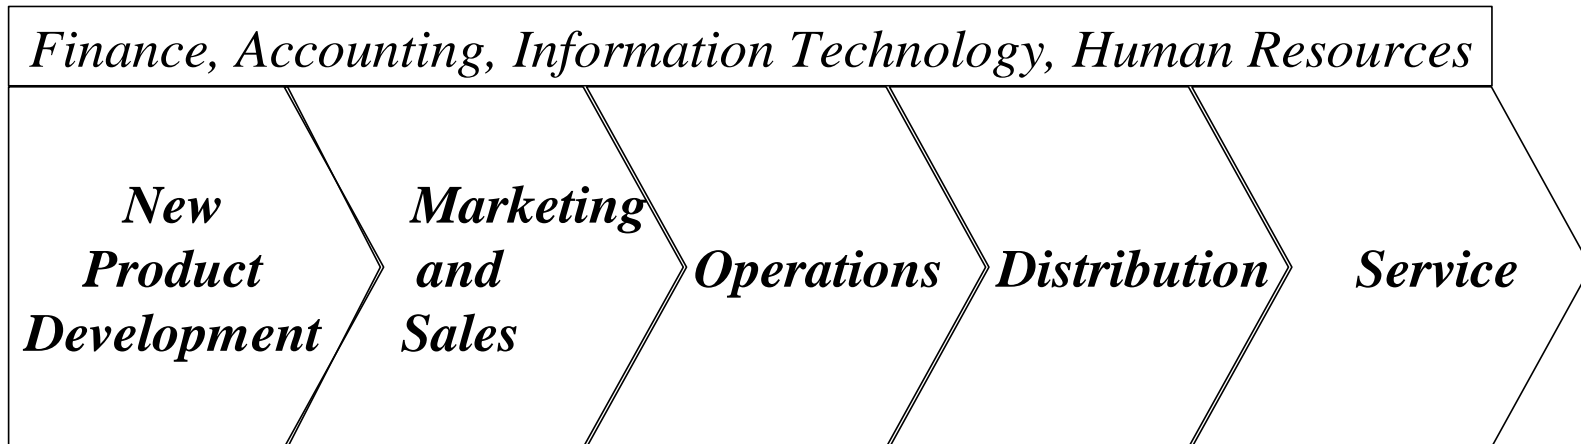 Finance, Accounting, Information Technology, Human Resources
New
Product
Development
Marketing
and
Sales
Operations
Distribution
Service